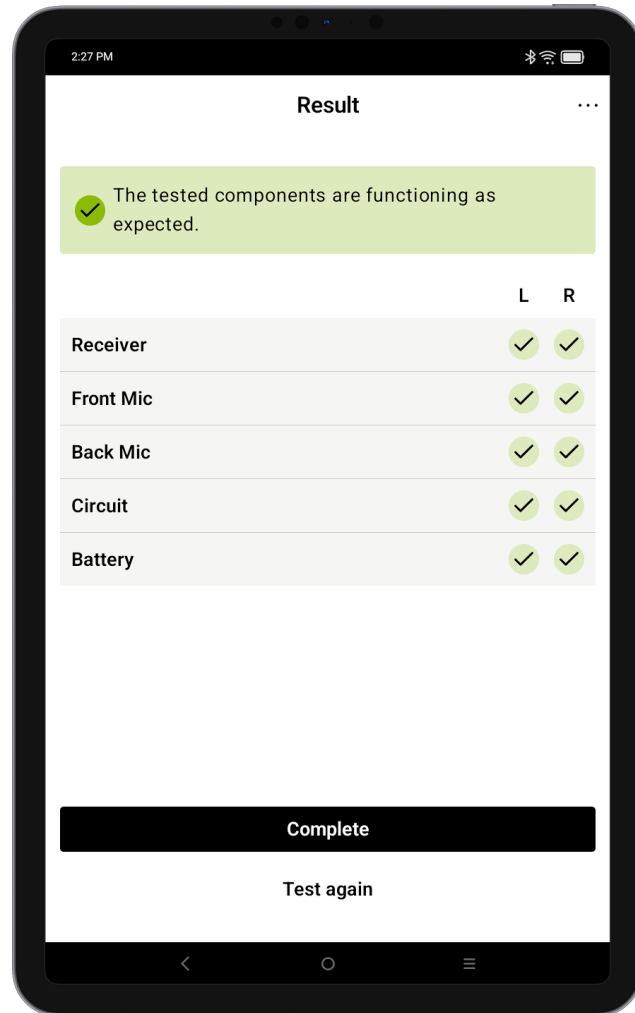 2:27 PM
Result
...
The tested components are functioning as
expected.
L R
Receiver
Front Mic
Back Mic
Circuit
Battery
Complete
Test again